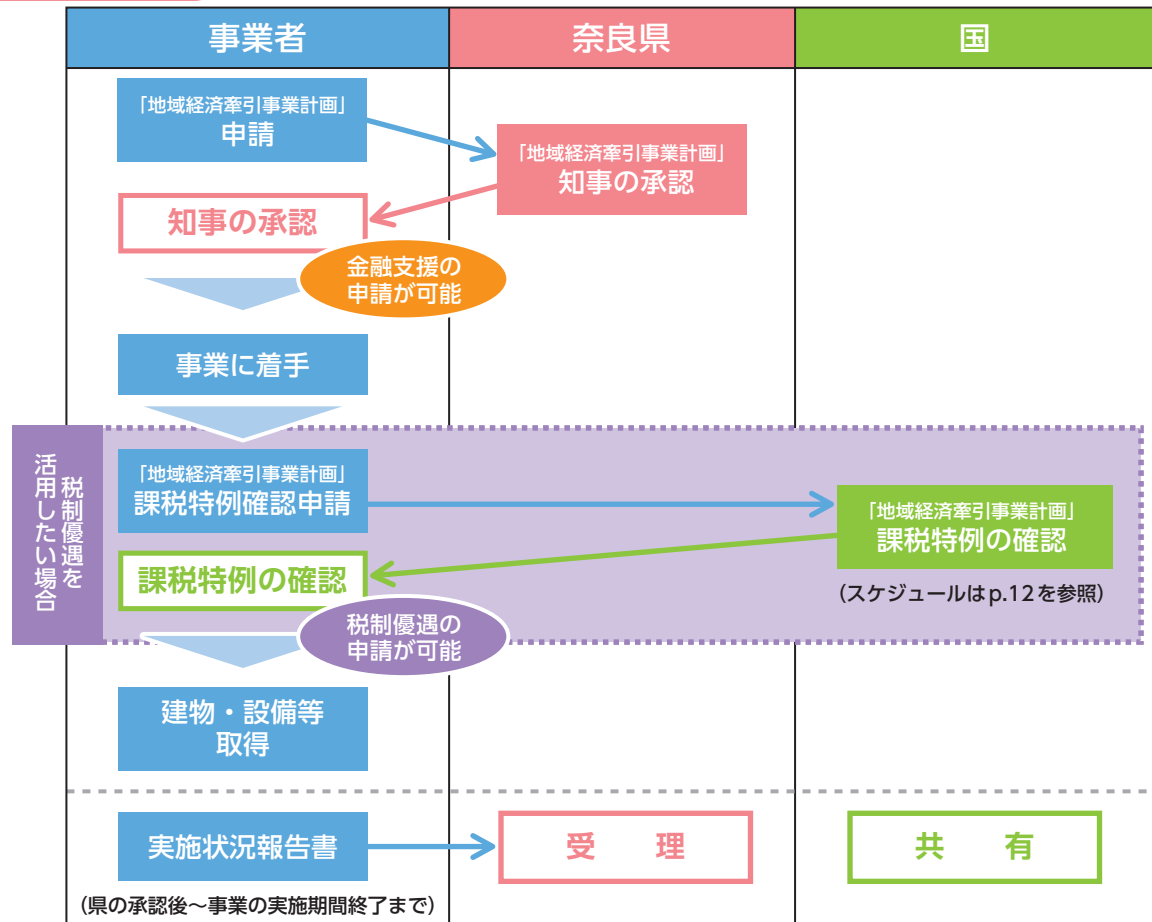 事業者
奈良県
国
「地域経済牽引事業計画」
申請
「地域経済牽引事業計画」
知事の承認
知事の承認
金融支援の
申請が可能
事業に着手
税制優遇を
活用したい場合
「地域経済牽引事業計画」
課税特例確認申請
「地域経済牽引事業計画」
課税特例の確認
(スケジュールはp.12を参照)
課税特例の確認
税制優遇の
申請が可能
建物・設備等
取得
実施状況報告書
受 理
共 有
(県の承認後~事業の実施期間終了まで)